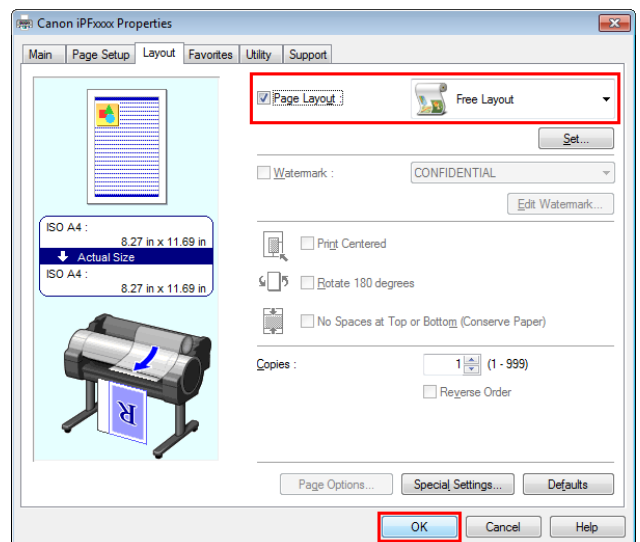 Canon iPFxxxx Properties
Main Page Setup Layout Favorites Utility Support
Page Layout : Free Layout
Set...
Watermark : CONFIDENTIAL
Edit Watermark...
ISO A4 :
8.27 in x 11.69 in
Actual Size
ISO A4 :
8.27 in x 11.69 in
Print Centered
Rotate 180 degrees
No Spaces at Top or Bottom (Conserve Paper)
Copies : 1 (1 - 999)
Reverse Order
R
Page Options... Special Settings... Defaults
OK Cancel Help